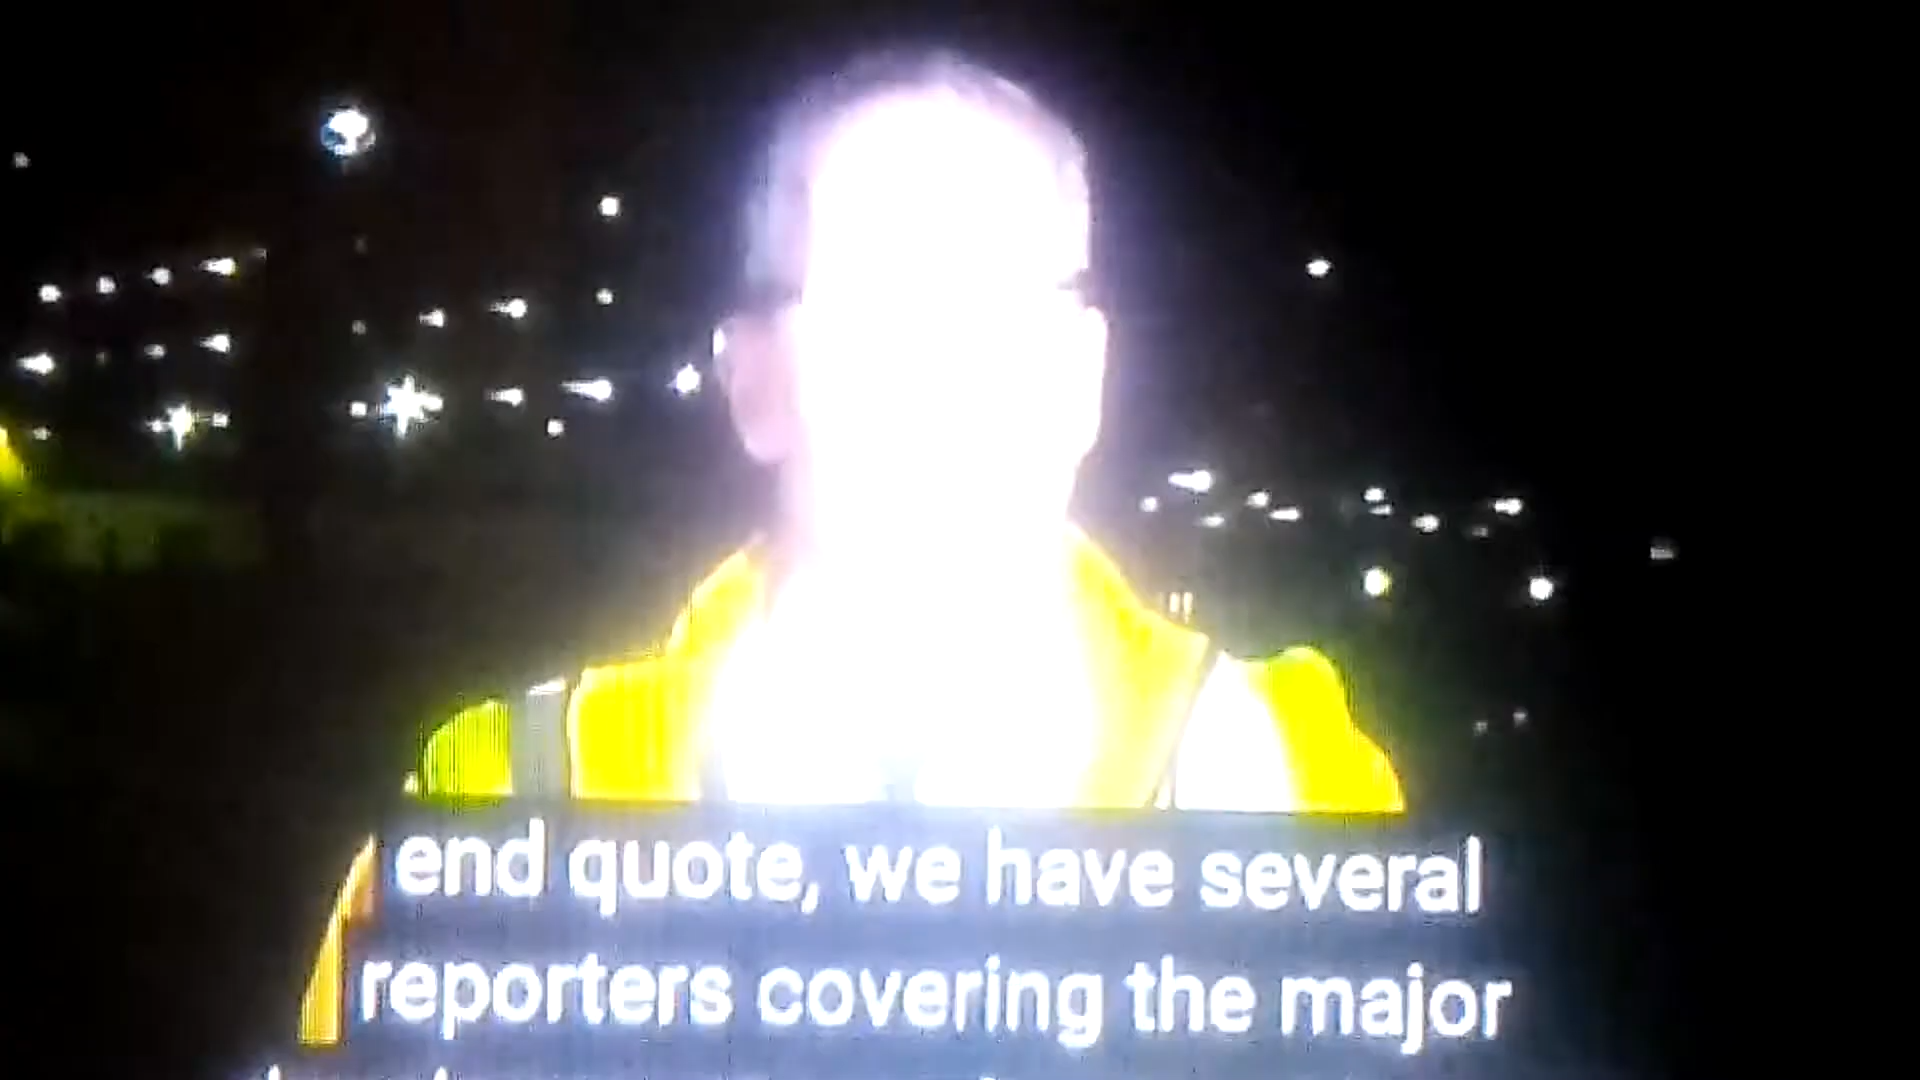 end quote, we have several
reporters covering the major